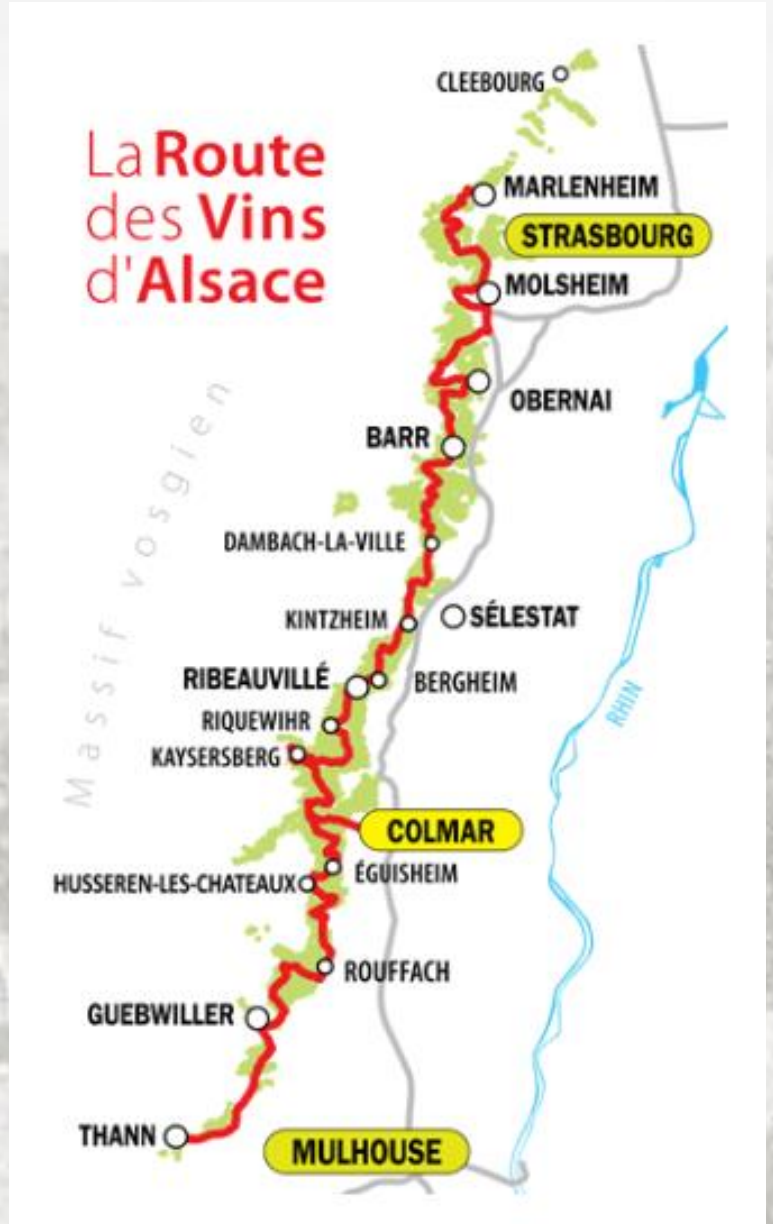 La Route
des Vins
d'Alsace
CLEEBOURG
MARLENHEIM
STRASBOURG
MOLSHEIM
OBERNAI
BARR
Massif vosgien
DAMBACH-LA-VILLE
KINTZHEIM
SÉLESTAT
RIBEAUVILLÉ
BERGHEIM
RHIN
RIQUEWIHR
KAYSERSBERG
COLMAR
ÉGUISHEIM
HUSSEREN-LES-CHATEAUX
ROUFFACH
GUEBWILLER
THANN
MULHOUSE